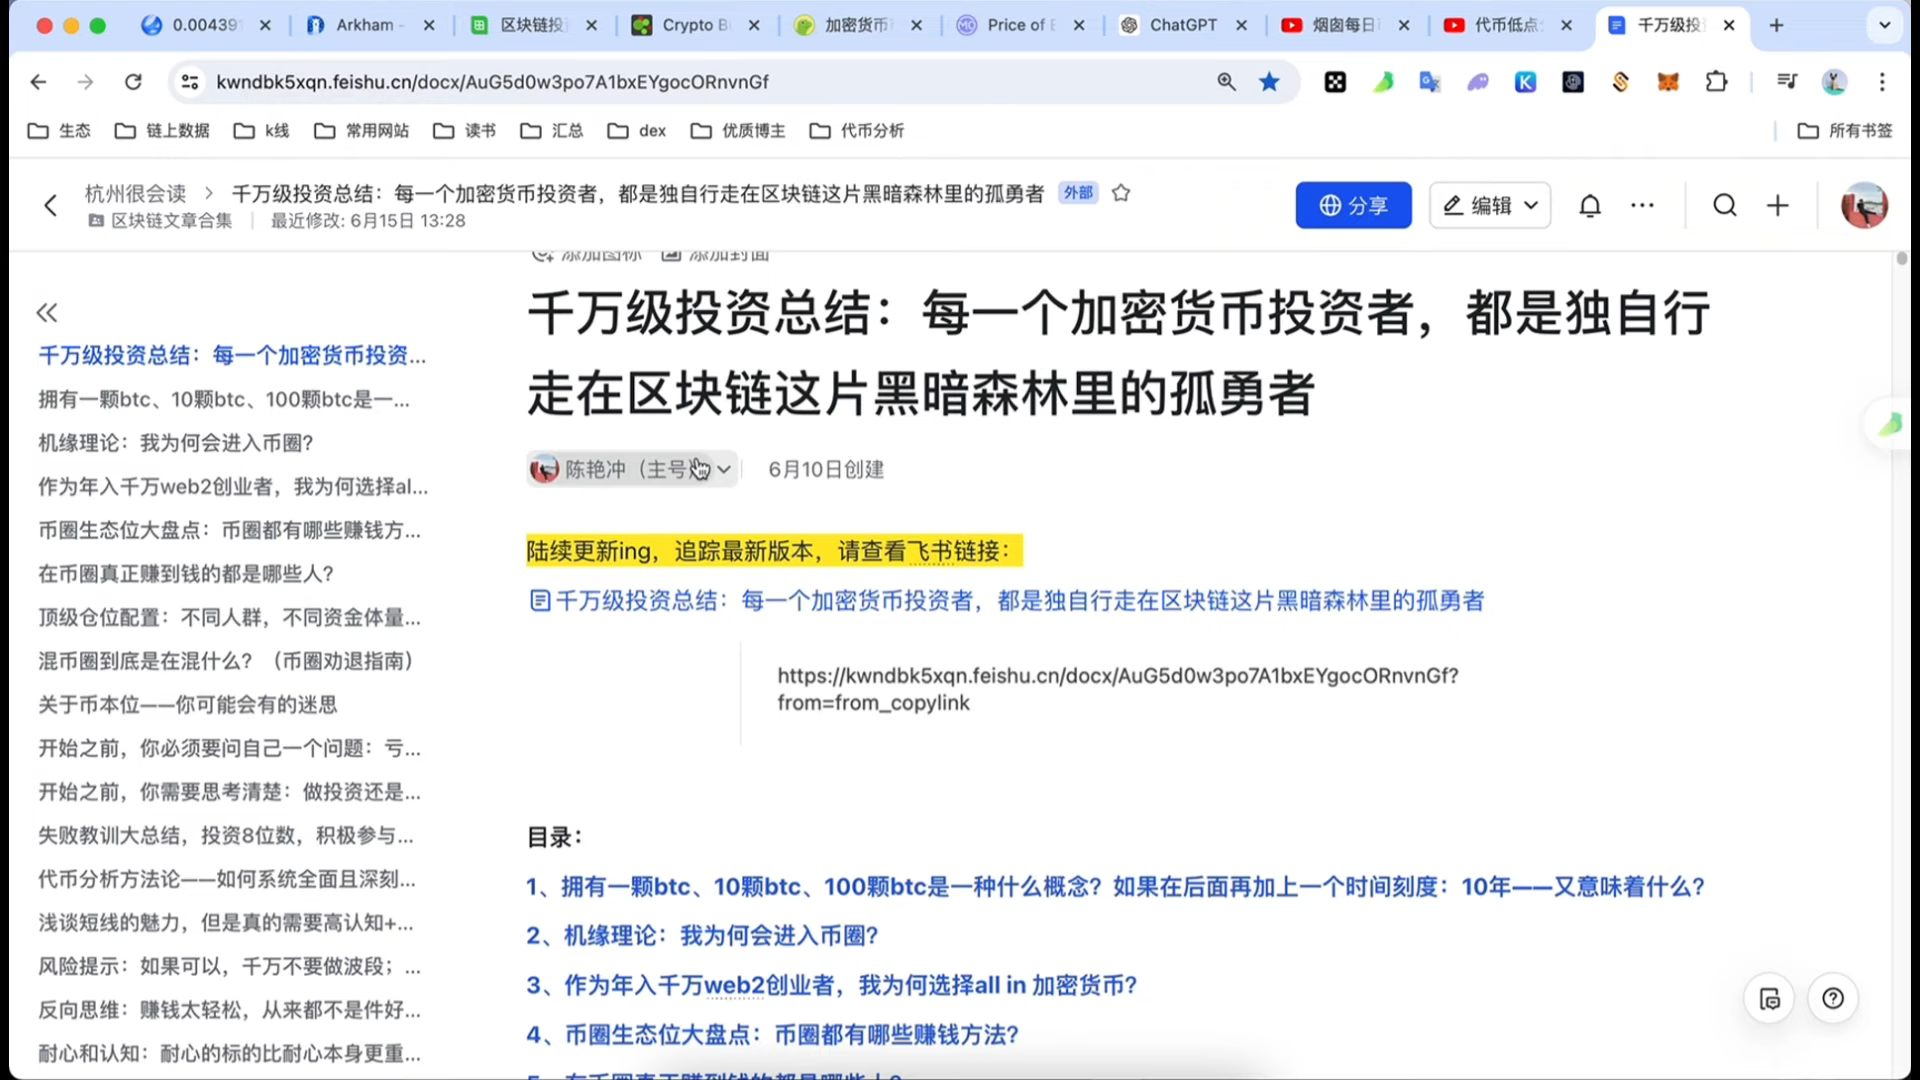 0.004391
Arkham -
区块链投
Crypto B
加密货币
Price of E
ChatGPT
烟囱每日
代币低点
千万级投
kwndbk5xqn.feishu.cn/docx/AuG5d0w3po7A1bxEYgocORnvnGf
生态
链上数据
k线
常用网站
读书
汇总
dex
优质博主
代币分析
所有书签
杭州很会读 > 千万级投资总结：每一个加密货币投资者，都是独自行走在区块链这片黑暗森林里的孤勇者 外部
区块链文章合集 | 最近修改: 6月15日 13:28
分享
编辑
添加图标 添加封面
千万级投资总结：每一个加密货币投资...
拥有一颗btc、10颗btc、100颗btc是一...
机缘理论：我为何会进入币圈？
作为年入千万web2创业者，我为何选择al...
币圈生态位大盘点：币圈都有哪些赚钱方...
在币圈真正赚到钱的都是哪些人？
顶级仓位配置：不同人群，不同资金体量...
混币圈到底是在混什么？（币圈劝退指南）
关于币本位——你可能会有的迷思
开始之前，你必须要问自己一个问题：亏...
开始之前，你需要思考清楚：做投资还是...
失败教训大总结，投资8位数，积极参与...
代币分析方法论——如何系统全面且深刻...
浅谈短线的魅力，但是真的需要高认知+...
风险提示：如果可以，千万不要做波段；...
反向思维：赚钱太轻松，从来都不是件好...
耐心和认知：耐心的标的比耐心本身更重...
千万级投资总结：每一个加密货币投资者，都是独自行
走在区块链这片黑暗森林里的孤勇者
陈艳冲（主号） 6月10日创建
陆续更新ing，追踪最新版本，请查看飞书链接：
千万级投资总结：每一个加密货币投资者，都是独自行走在区块链这片黑暗森林里的孤勇者
https://kwndbk5xqn.feishu.cn/docx/AuG5d0w3po7A1bxEYgocORnvnGf?
from=from_copylink
目录：
1、拥有一颗btc、10颗btc、100颗btc是一种什么概念？如果在后面再加上一个时间刻度：10年——又意味着什么？
2、机缘理论：我为何会进入币圈？
3、作为年入千万web2创业者，我为何选择all in 加密货币？
4、币圈生态位大盘点：币圈都有哪些赚钱方法？
5、在币圈真正赚到钱的都是哪些人？